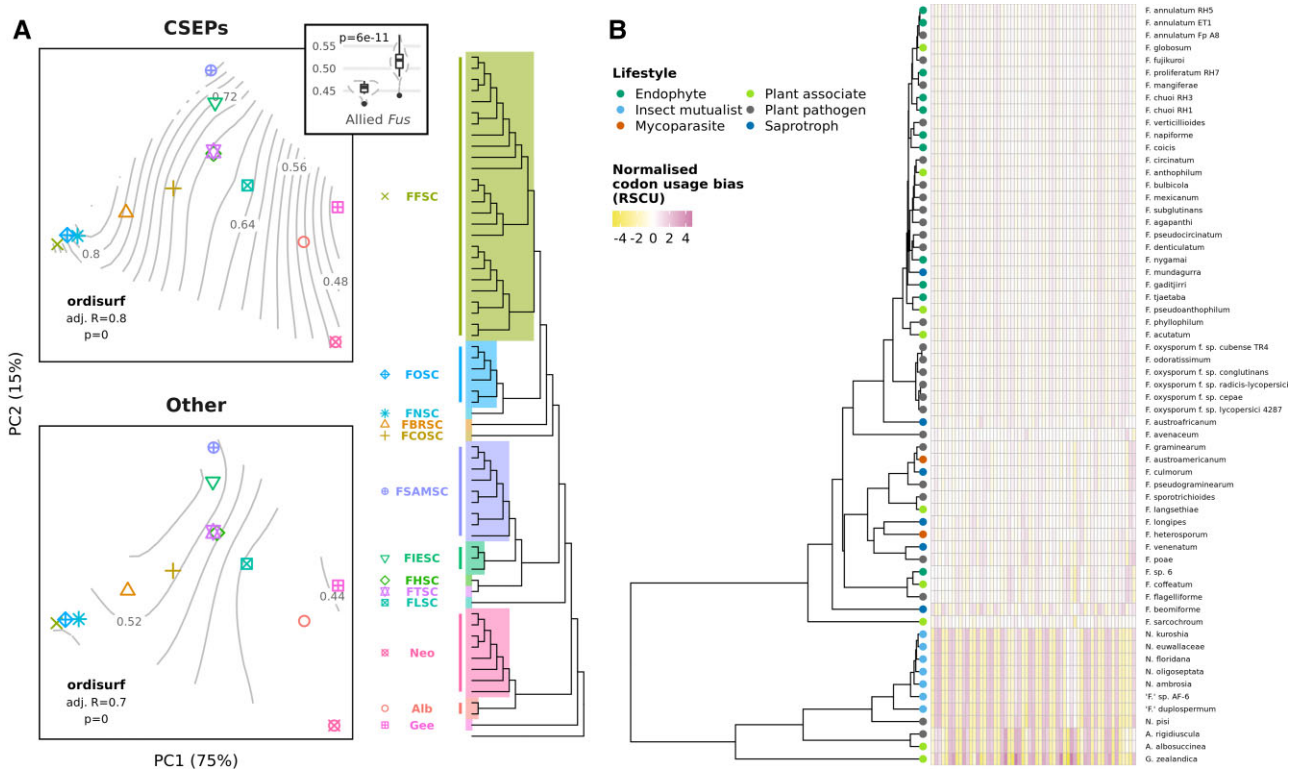 A
CSEPs
p=6e-11
0.55
0.50
0.45
Allied Fus
0.72
0.56
0.64
0.8
0.48
ordisurf
adj. R=0.8
p=0
PC2 (15%)
Other
0.52
0.44
ordisurf
adj. R=0.7
p=0
PC1 (75%)
FFSC
FOSC
FNSC
FBRSC
FCOSC
FSAMSC
FIESC
FHSC
FTSC
FLSC
Neo
Alb
Gee
B
Lifestyle
Endophyte
Insect mutualist
Mycoparasite
Plant associate
Plant pathogen
Saprotroph
Normalised
codon usage bias
(RSCU)
-4 -2 0 2 4
F. annulatum RH5
F. annulatum ET1
F. annulatum Fp A8
F. globosum
F. fujikuroi
F. proliferatum RH7
F. mangiferae
F. chuoi RH3
F. chuoi RH1
F. verticillioides
F. napiforme
F. coicis
F. circinatum
F. anthophilum
F. bulbicola
F. mexicanum
F. subglutinans
F. agapanthi
F. pseudocircinatum
F. denticulatum
F. nygamai
F. mundagurra
F. gaditjirri
F. tjaetaba
F. pseudoanthophilum
F. phyllophilum
F. acutatum
F. oxysporum f. sp. cubense TR4
F. odoratissimum
F. oxysporum f. sp. conglutinans
F. oxysporum f. sp. radicis-lycopersici
F. oxysporum f. sp. cepae
F. oxysporum f. sp. lycopersici 4287
F. austroafricanum
F. avenaceum
F. graminearum
F. austroamericanum
F. culmorum
F. pseudograminearum
F. sporotrichioides
F. langsethiae
F. longipes
F. heterosporum
F. venenatum
F. poae
F. sp. 6
F. coffeatum
F. flagelliforme
F. beomiforme
F. sarcochroum
N. kuroshia
N. euwallaceae
N. floridana
N. oligoseptata
N. ambrosia
'F.' sp. AF-6
'F.' duplospermum
N. pisi
A. rigidiuscula
A. albosuccinea
G. zealandica